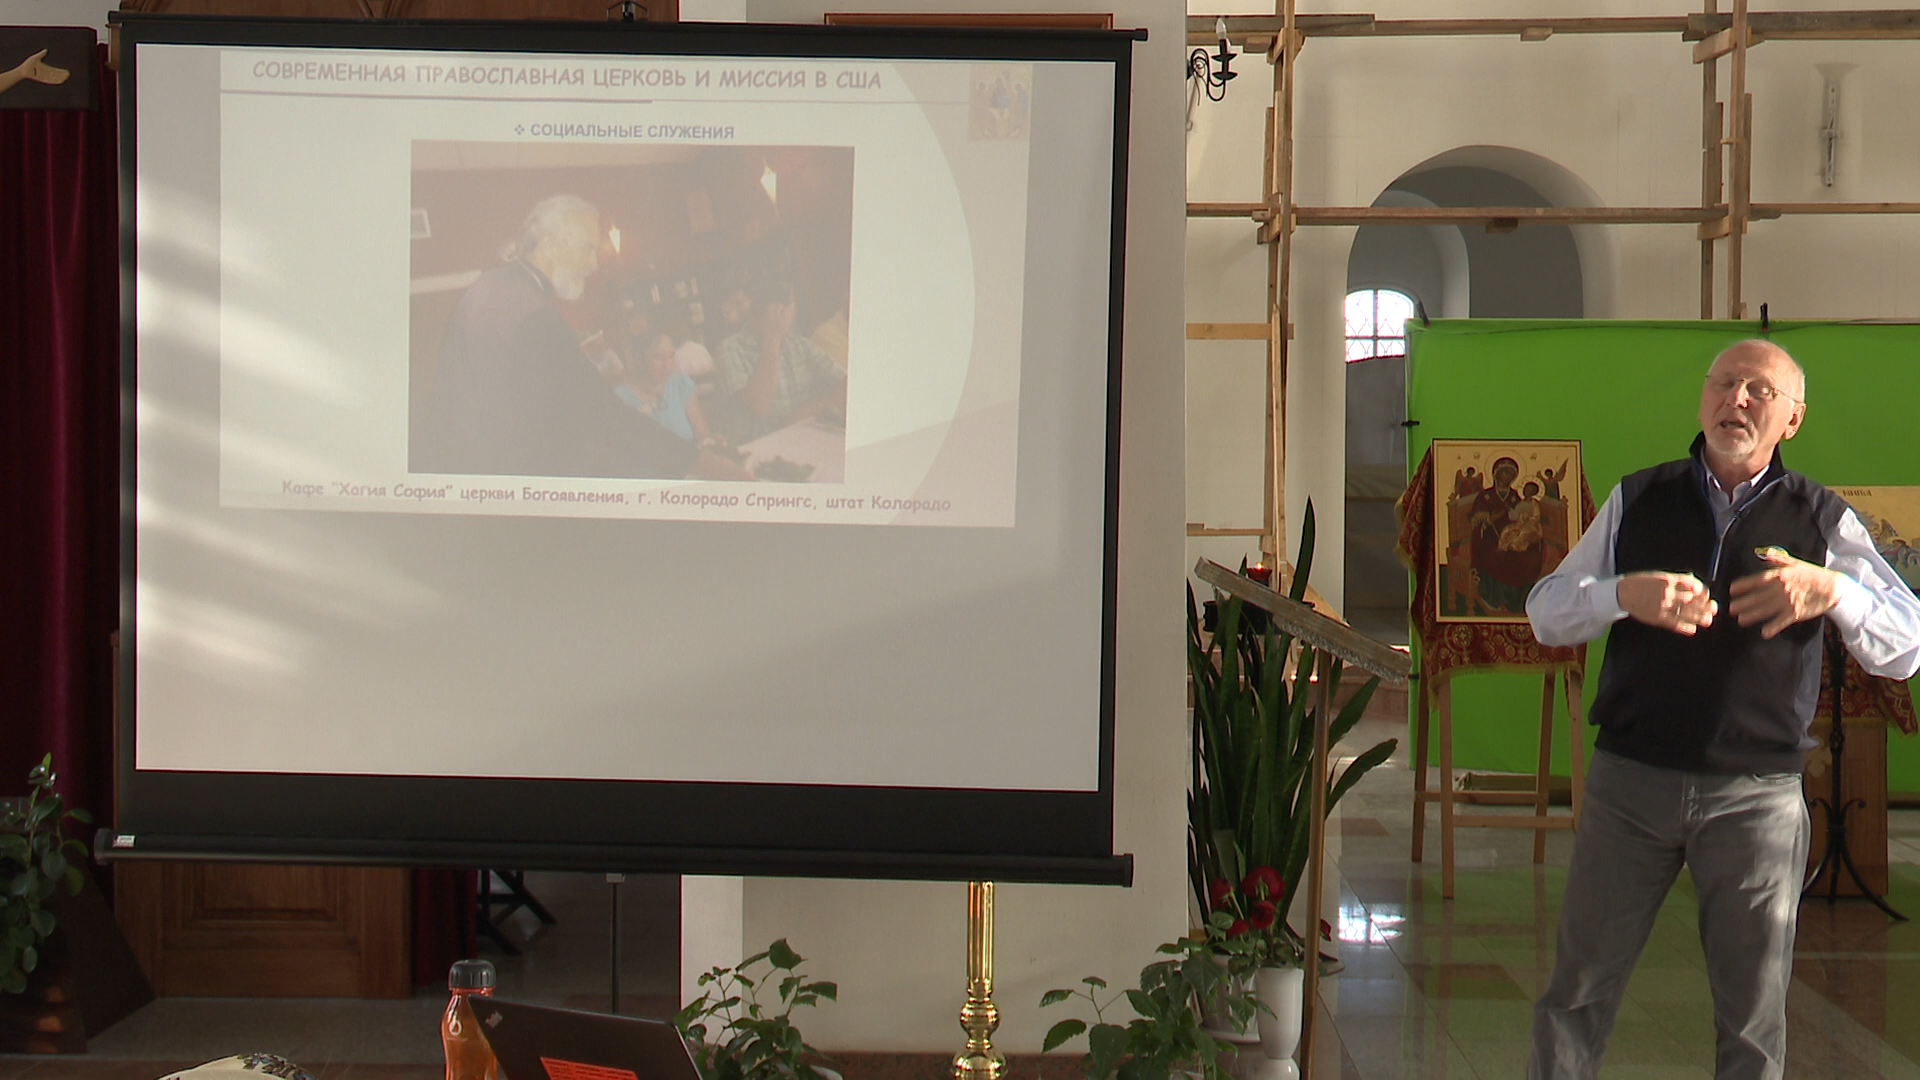 СОВРЕМЕННАЯ ПРАВОСЛАВНАЯ ЦЕРКОВЬ И МИССИЯ В США
❖ СОЦИАЛЬНЫЕ СЛУЖЕНИЯ
Кафе "Хагия София" церкви Богоявления, г. Колорадо Спрингс, штат Колорадо